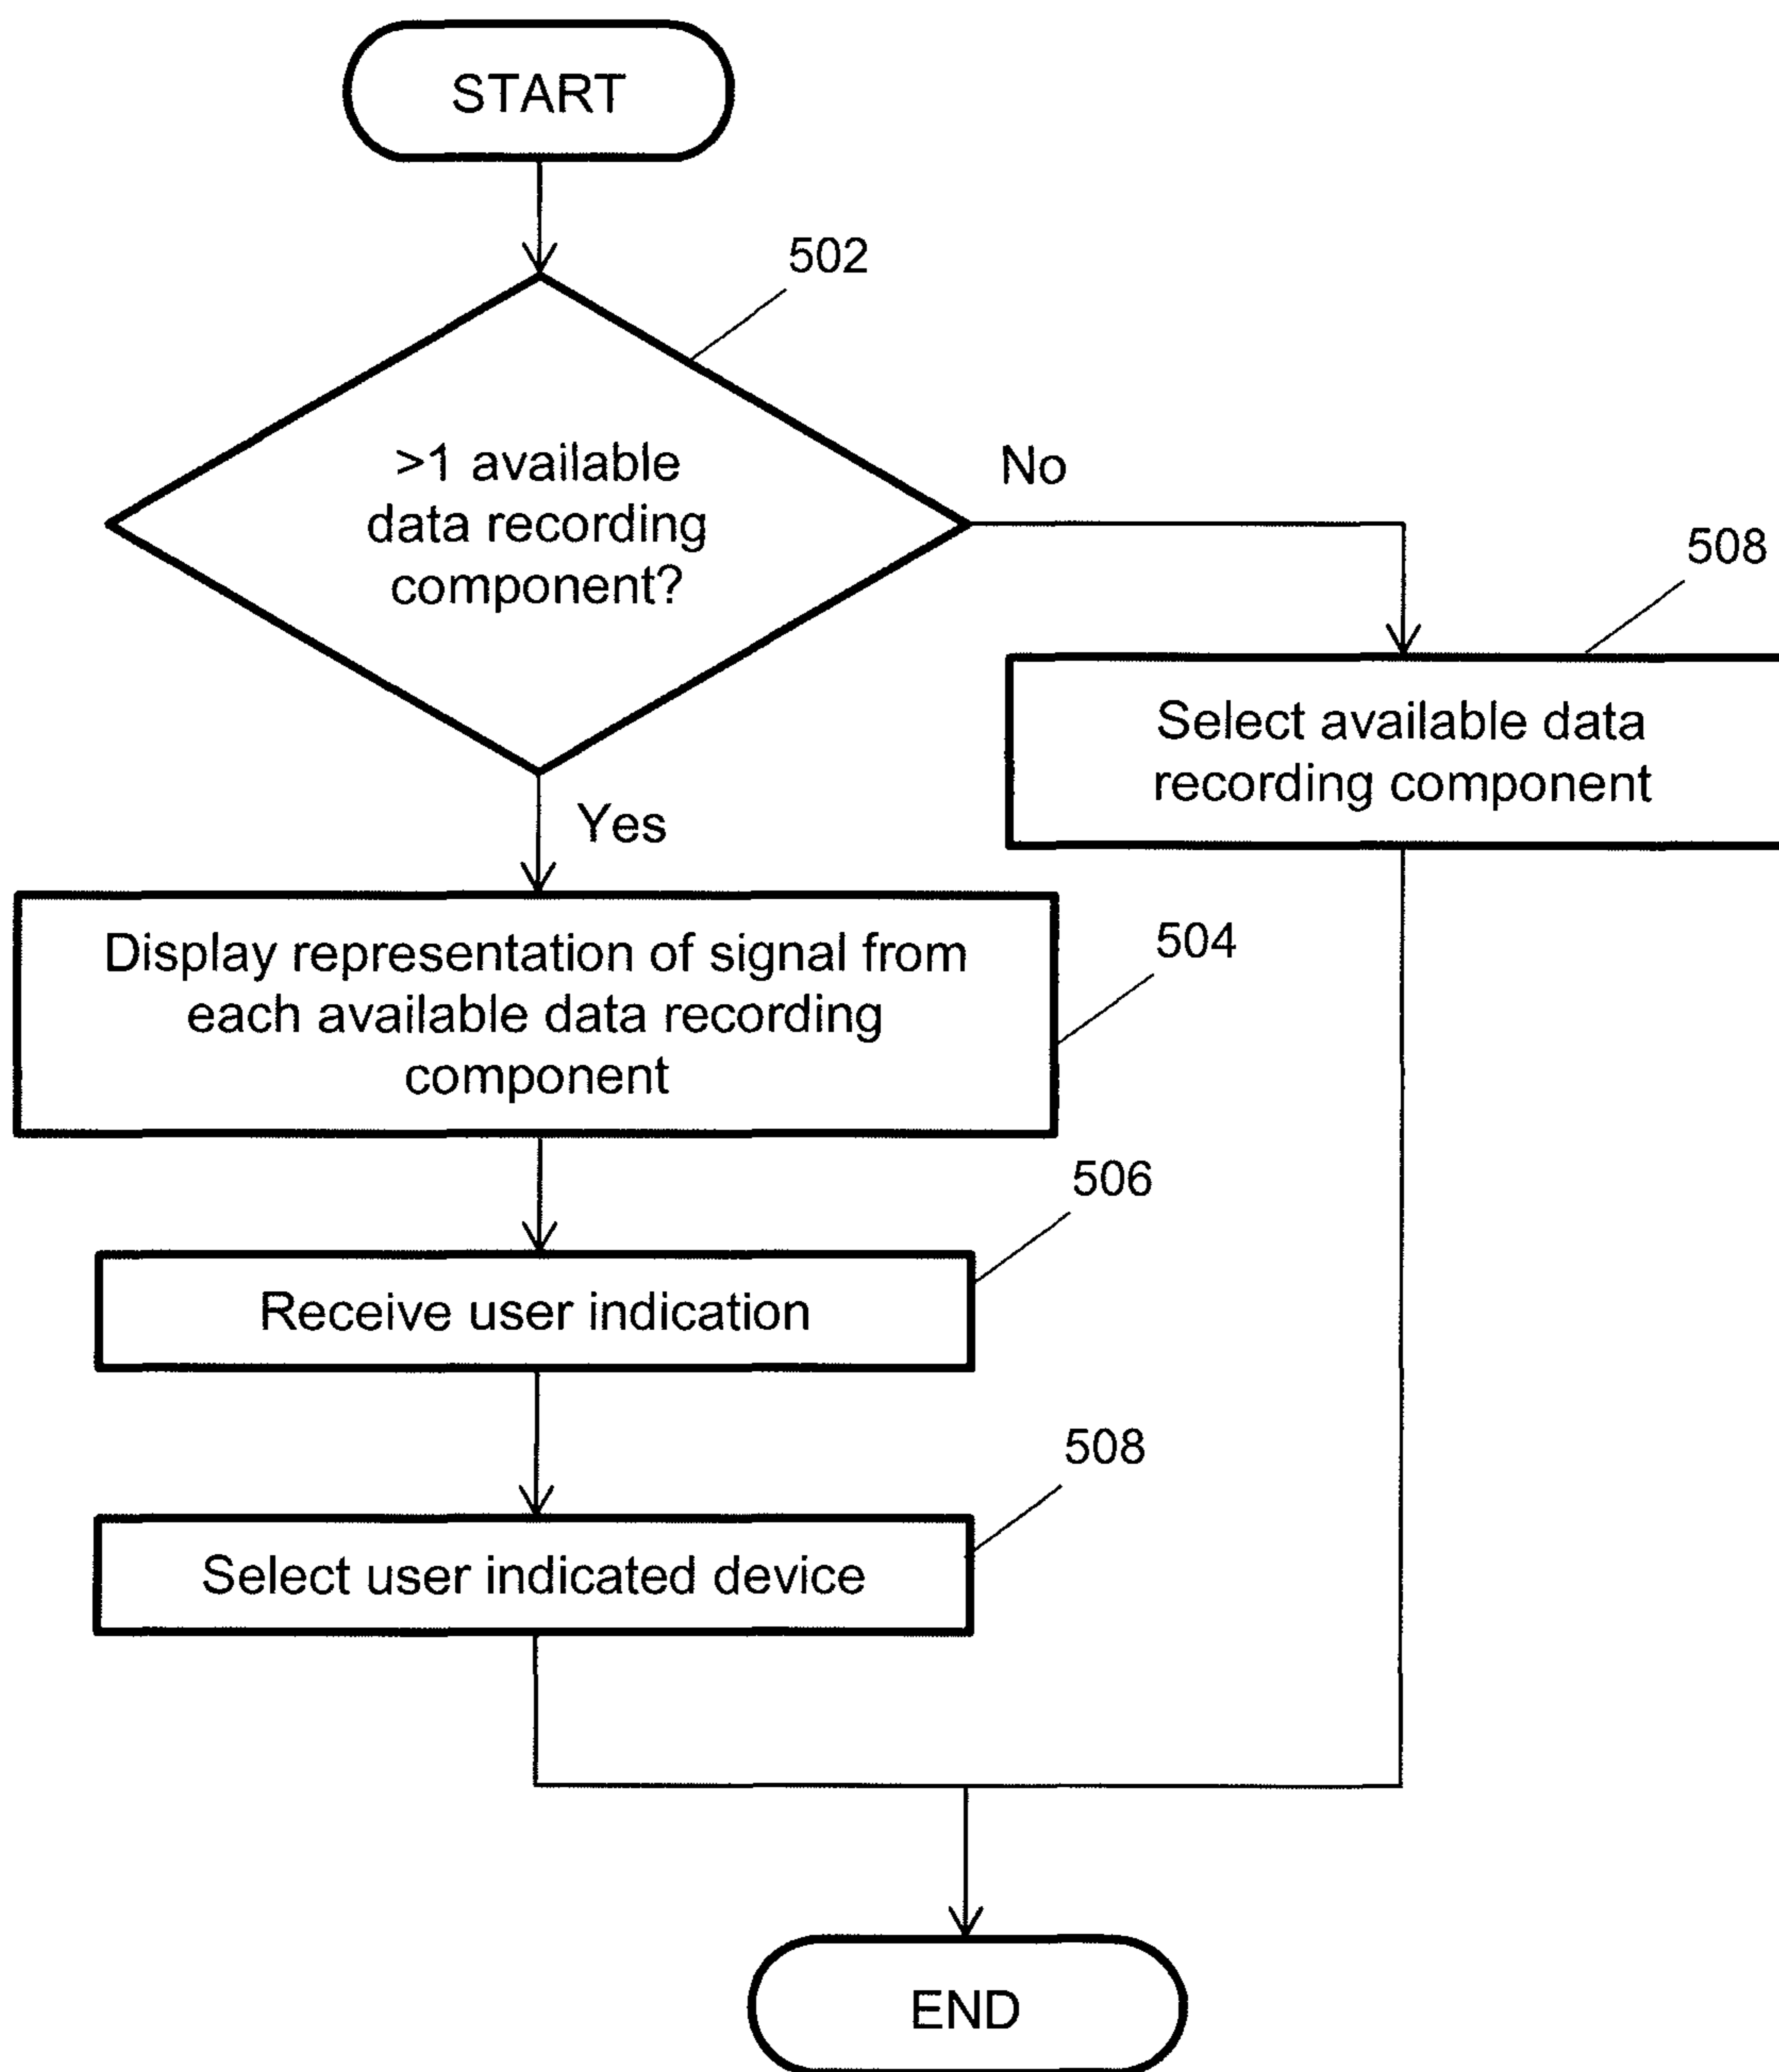 START
502
>1 available
data recording
component?
No
508
Select available data
recording component
Yes
Display representation of signal from
each available data recording
component
504
506
Receive user indication
508
Select user indicated device
END